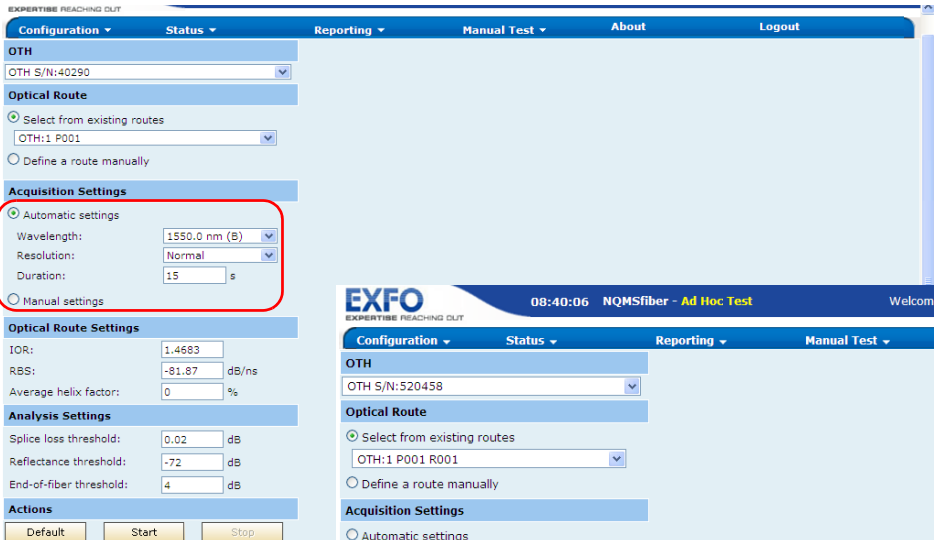 EXPERTISE REACHING OUT
Configuration Status Reporting Manual Test About Logout
OTH
OTH S/N:40290
Optical Route
Select from existing routes
OTH:1 P001
Define a route manually
Acquisition Settings
Automatic settings
Wavelength: 1550.0 nm (B)
Resolution: Normal
Duration: 15 s
Manual settings
Optical Route Settings
IOR: 1.4683
RBS: -81.87 dB/ns
Average helix factor: 0 %
Analysis Settings
Splice loss threshold: 0.02 dB
Reflectance threshold: -72 dB
End-of-fiber threshold: 4 dB
Actions
Default Start Stop
EXFO
EXPERTISE REACHING OUT
08:40:06 NQMSfiber - Ad Hoc Test Welcom
Configuration Status Reporting Manual Test
OTH
OTH S/N:520458
Optical Route
Select from existing routes
OTH:1 P001 R001
Define a route manually
Acquisition Settings
Automatic settings